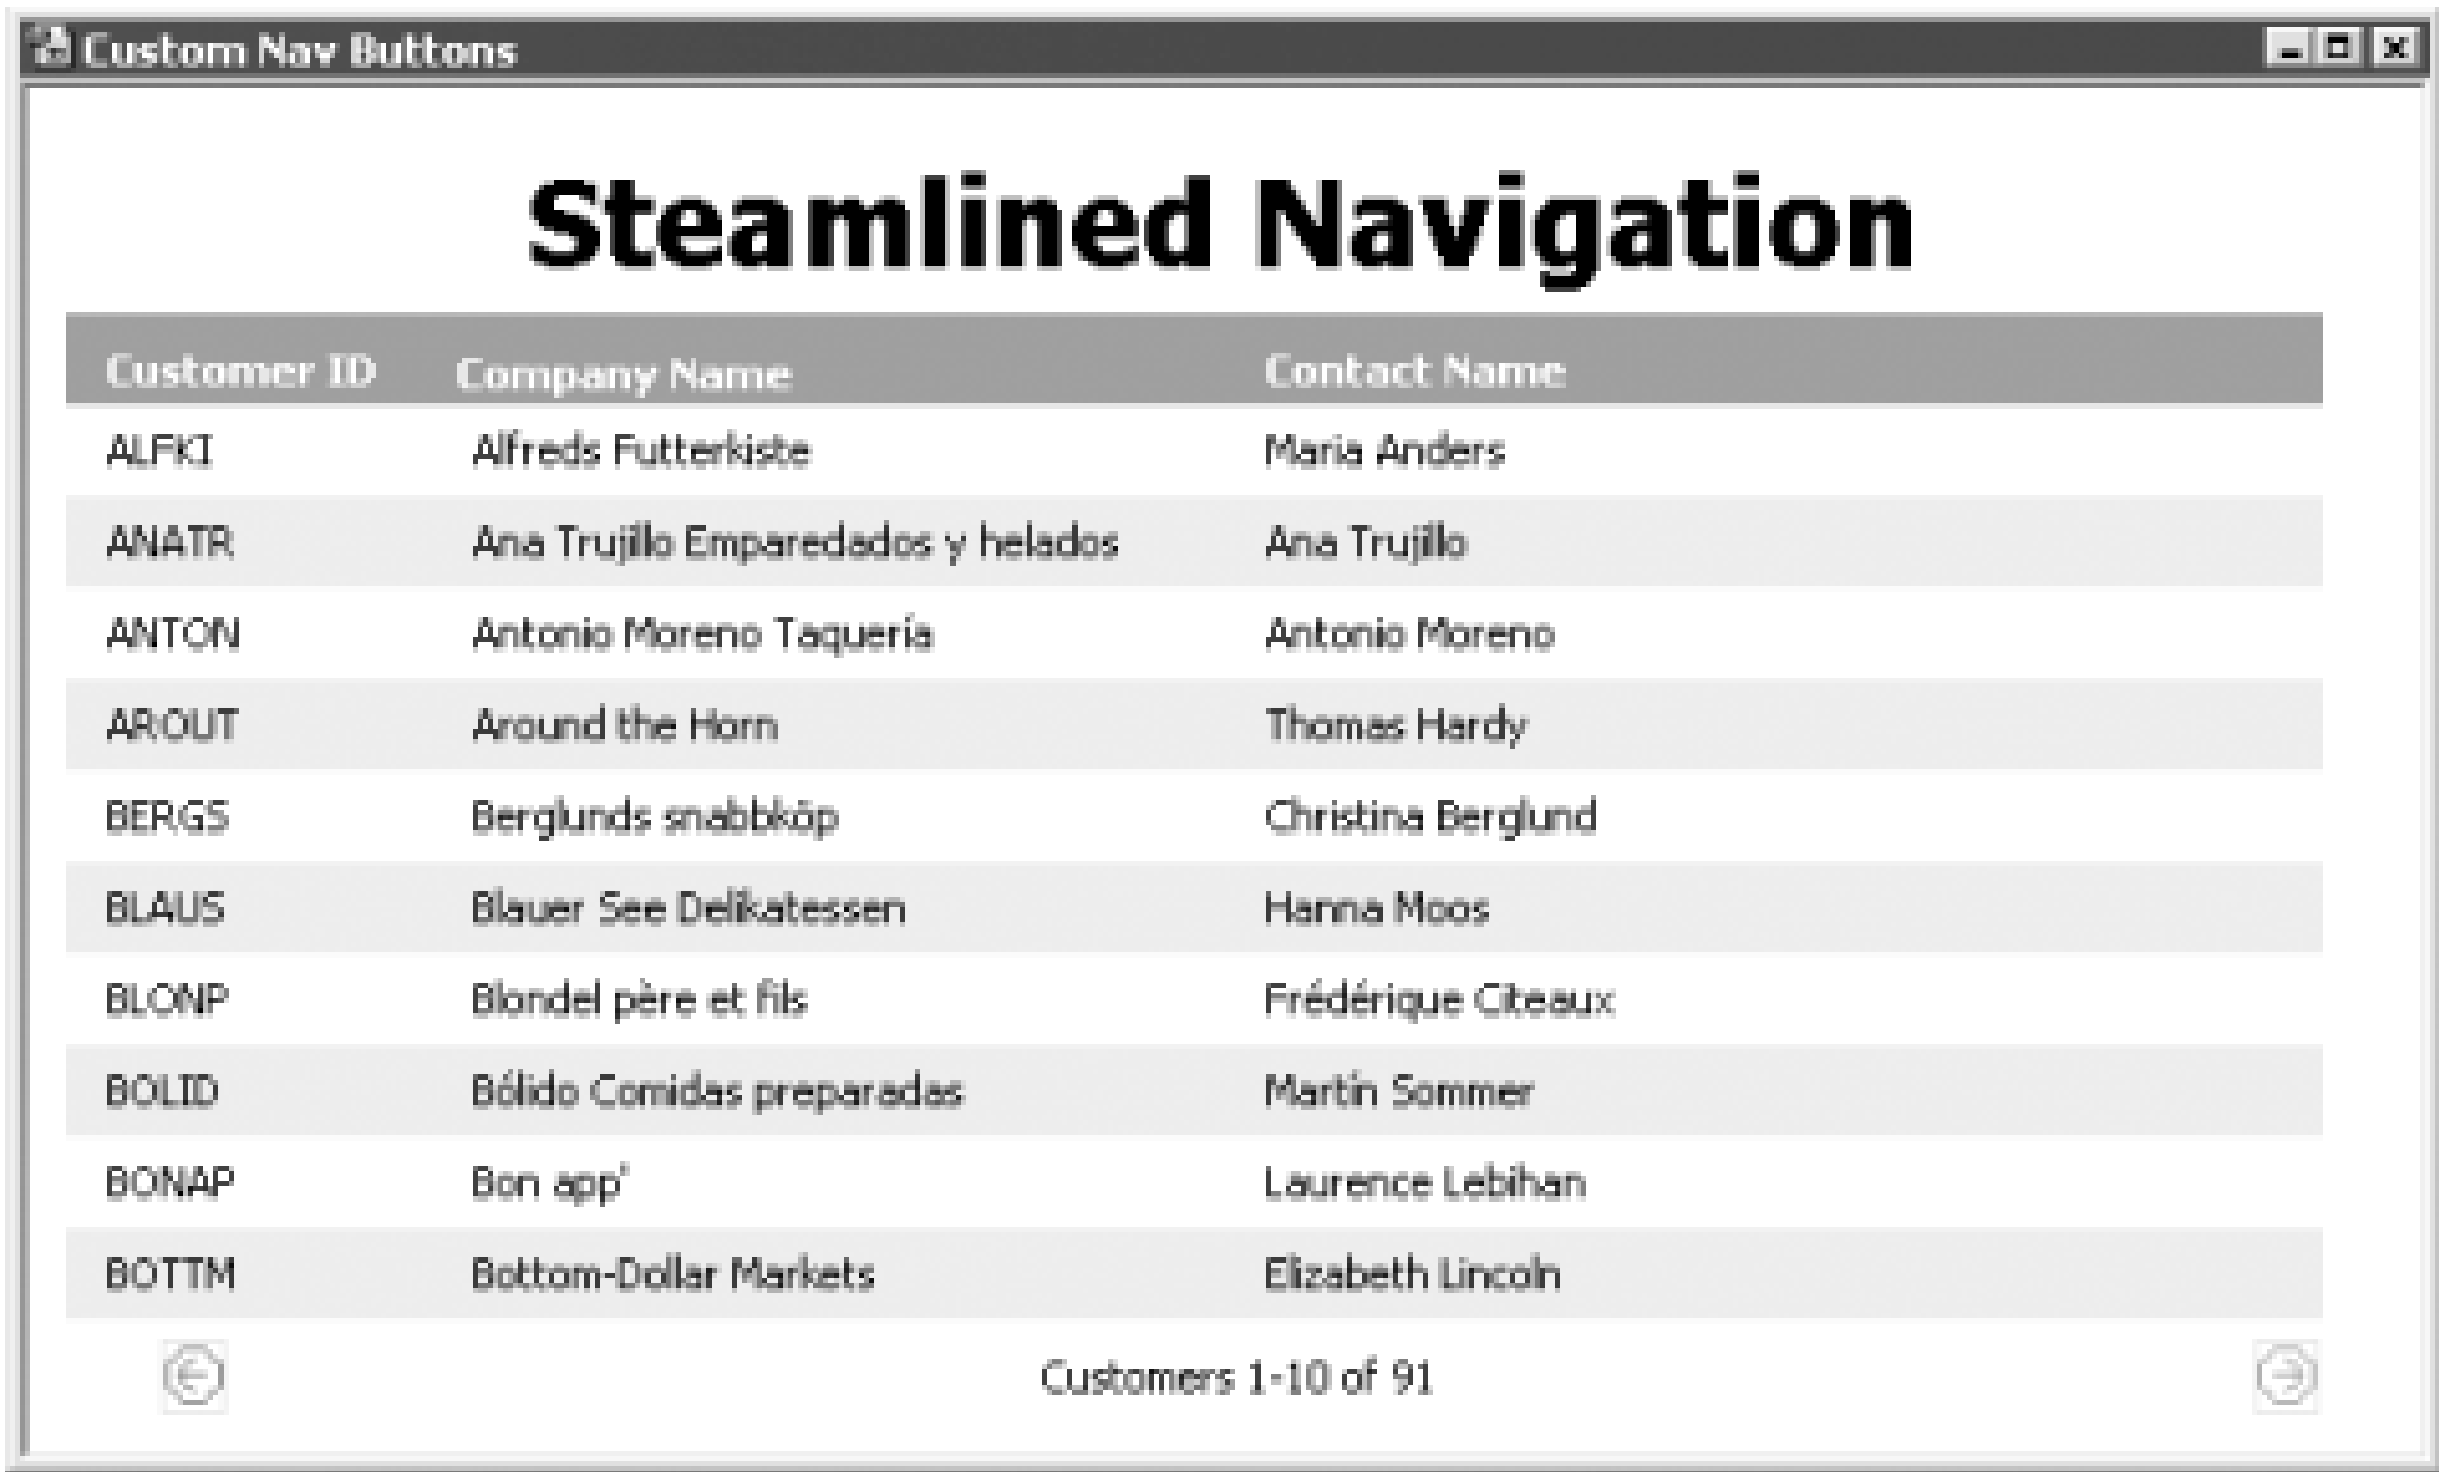 Custom Nav Buttons
Steamlined Navigation
Customer ID Company Name Contact Name
ALFKI Alfreds Futterkiste Maria Anders
ANATR Ana Trujillo Emparedados y helados Ana Trujillo
ANTON Antonio Moreno Taquería Antonio Moreno
AROUT Around the Horn Thomas Hardy
BERGS Berglunds snabbköp Christina Berglund
BLAUS Blauer See Delikatessen Hanna Moos
BLONP Blondel père et fils Frédérique Citeaux
BOLID Bólido Comidas preparadas Martín Sommer
BONAP Bon app' Laurence Lebihan
BOTTM Bottom-Dollar Markets Elizabeth Lincoln
Customers 1-10 of 91